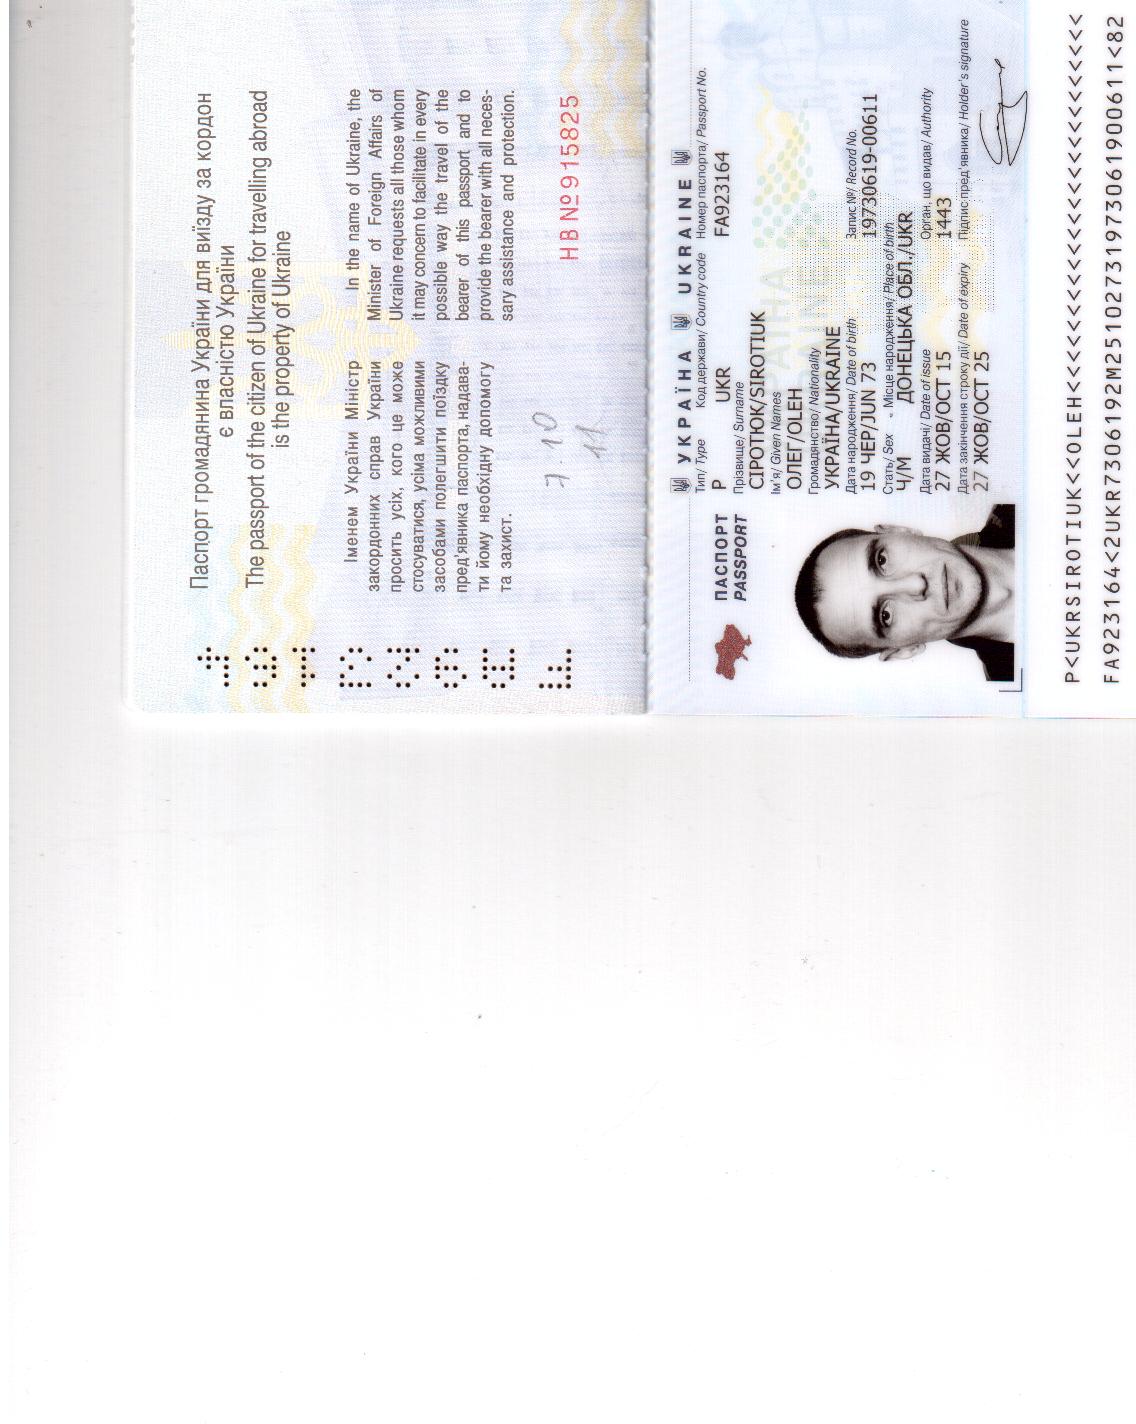 Паспорт громадянина України для виїзду за кордон
є власністю України
The passport of the citizen of Ukraine for travelling abroad
is the property of Ukraine
Іменем України Міністр
закордонних справ України
просить усіх, кого це може
стосуватися, усіма можливими
засобами полегшити поїздку
пред'явника паспорта, надава-
ти йому необхідну допомогу
та захист.
In the name of Ukraine, the
Minister of Foreign Affairs of
Ukraine requests all those whom
it may concern to facilitate in every
possible way the travel of the
bearer of this passport and to
provide the bearer with all neces-
sary assistance and protection.
7.10
11
НВ №915825
FA923164
УКРАЇНА UKRAINE
ПАСПОРТ
PASSPORT
Тип/ Type Код держави/ Country code Номер паспорта/ Passport No.
P UKR FA923164
Прізвище/ Surname
СІРОТЮК/SIROTIUK
Ім'я/ Given Names
ОЛЕГ/OLEH
Громадянство/ Nationality
УКРАЇНА/UKRAINE
Дата народження/ Date of birth Запис №/ Record No.
19 ЧЕР/JUN 73 19730619-00611
Стать/ Sex Місце народження/ Place of birth
Ч/M ДОНЕЦЬКА ОБЛ./UKR
Дата видачі/ Date of issue Орган, що видав/ Authority
27 ЖОВ/OCT 15 1443
Дата закінчення строку дії/ Date of expiry Підпис пред'явника/ Holder's signature
27 ЖОВ/OCT 25
P<UKRSIROTIUK<<OLEH<<<<<<<<<<<<<<<<<<<<<<<<<
FA923164<2UKR7306192M2510273197306190​0611<82